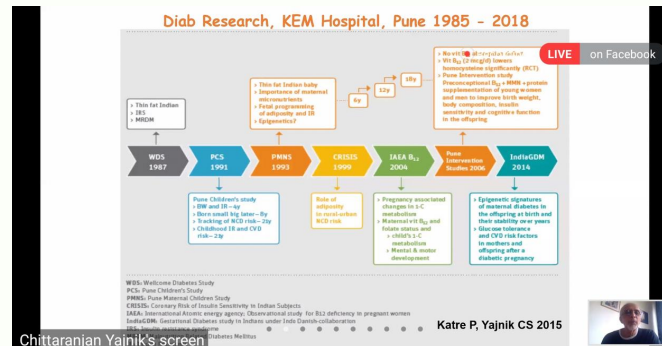 Diab Research, KEM Hospital, Pune 1985 - 2018
LIVE on Facebook
› Thin fat Indian
› IRS
› MRDM
› Thin fat Indian baby
› Importance of maternal
micronutrients
› Fetal programming
of adiposity and IR
› Epigenetics?
6y
12y
18y
› Vit B12 (2 mcg/d) lowers
homocysteine significantly (RCT)
› Pune Intervention study
Preconceptional B12 + MMN + protein
supplementation of young women
and men to improve birth weight,
body composition, insulin
sensitivity and cognitive function
in the offspring
WDS
1987
PCS
1991
PMNS
1993
CRISIS
1999
IAEA B12
2004
Pune
Intervention
Studies 2006
IndiaGDM
2014
Pune Children's study
› BW and IR—4y
› Born small big later—8y
› Tracking of NCD risk—21y
› Childhood IR and CVD
risk—21y
Role of
adiposity
in rural-urban
NCD risk
› Pregnancy associated
changes in 1-C
metabolism
› Maternal vit B12 and
folate status and
› child's 1-C
metabolism
› Mental & motor
development
› Epigenetic signatures
of maternal diabetes in
the offspring at birth and
their stability over years
› Glucose tolerance
and CVD risk factors
in mothers and
offspring after a
diabetic pregnancy
WDS: Wellcome Diabetes Study
PCS: Pune Children's Study
PMNS: Pune Maternal Children Study
CRISIS: Coronary Risk of Insulin Sensitivity in Indian Subjects
IAEA: International Atomic energy agency; Observational study for B12 deficiency in pregnant women
IndiaGDM: Gestational Diabetes study in Indians under Indo Danish-collaboration
IRS: Insulin resistance syndrome
Diabetes Mellitus
Katre P, Yajnik CS 2015
Chittaranjan Yajnik's screen